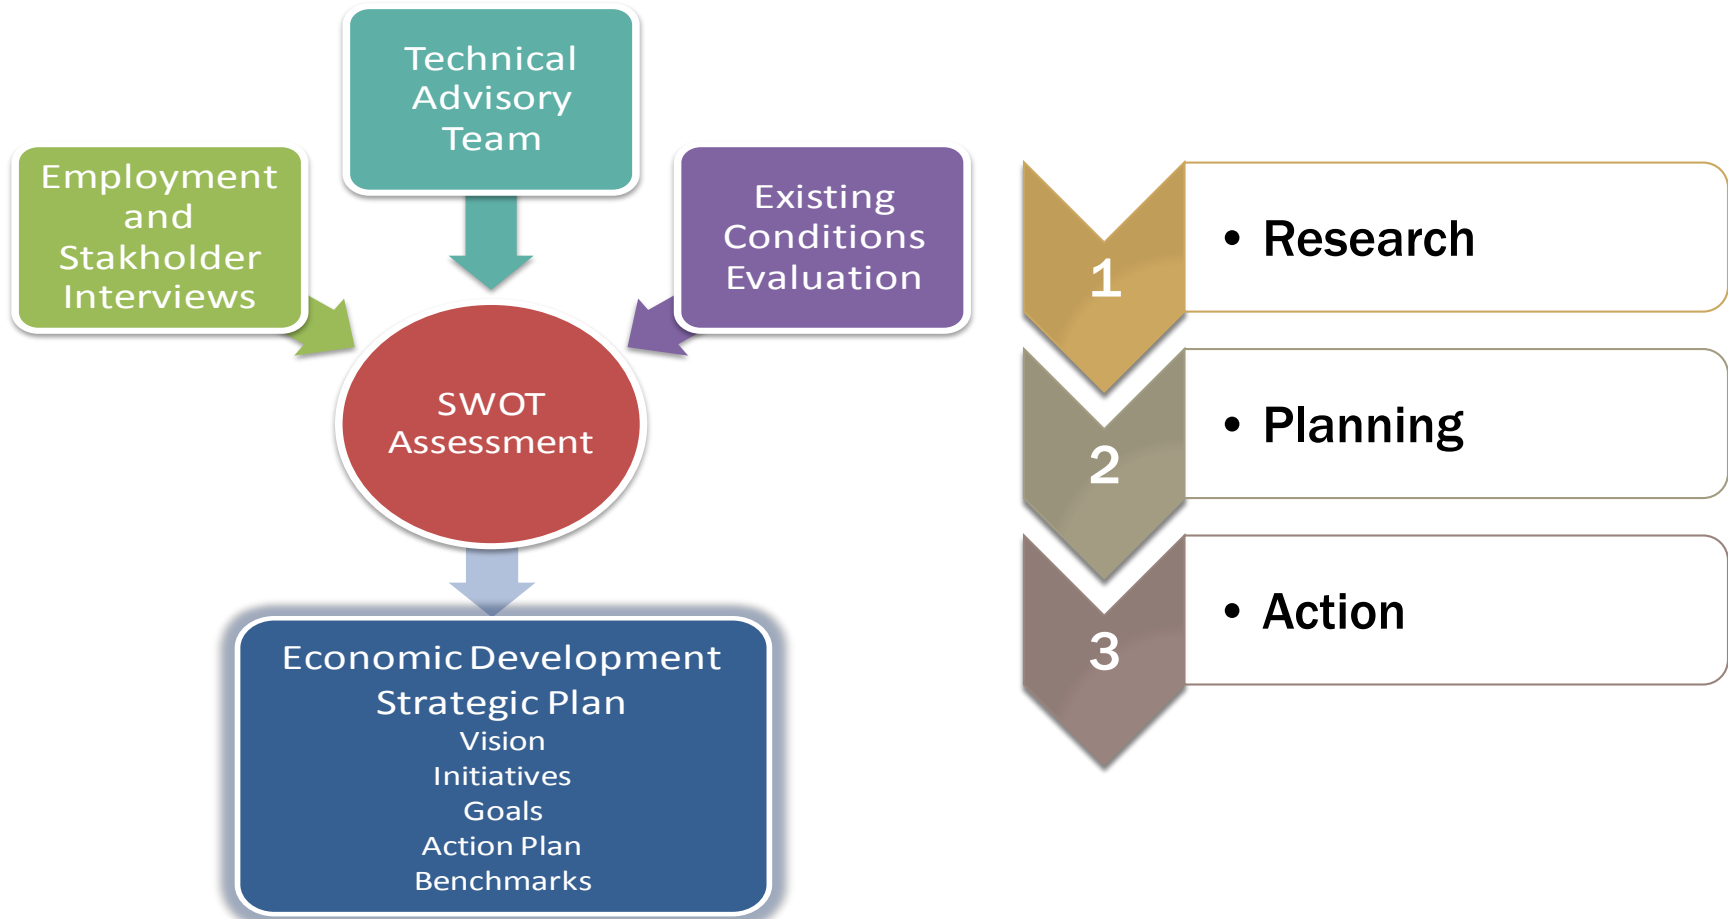 Technical
Advisory
Team
Employment
and
Stakholder
Interviews
Existing
Conditions
Evaluation
SWOT
Assessment
Economic Development
Strategic Plan
Vision
Initiatives
Goals
Action Plan
Benchmarks
1
• Research
2
• Planning
3
• Action